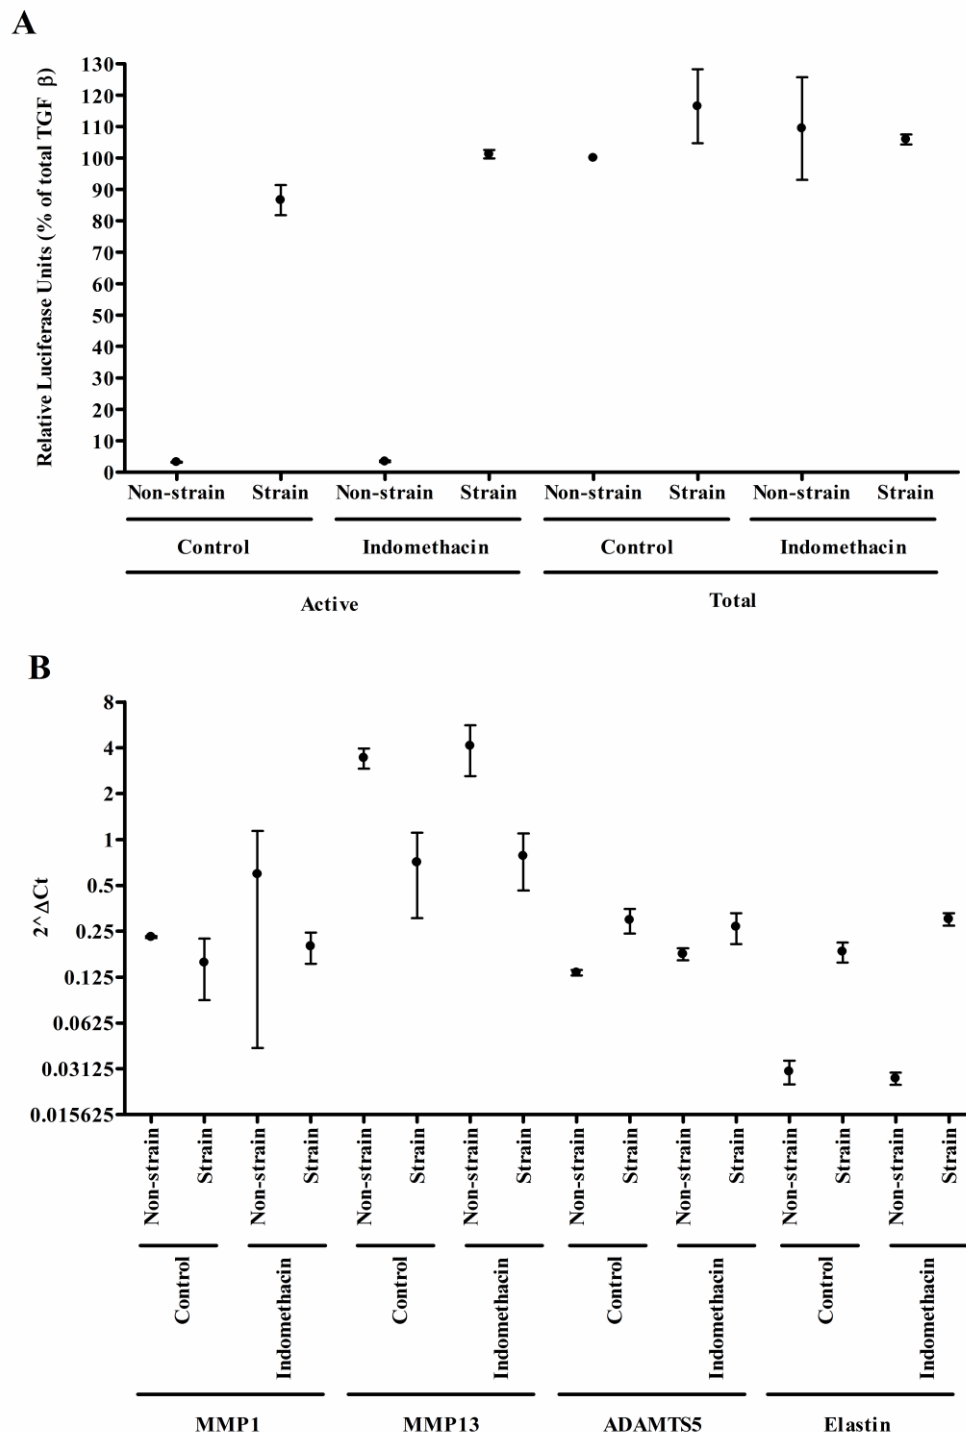 A
Relative Luciferase Units (% of total TGF β)
130
120
110
100
90
80
70
60
50
40
30
20
10
0
Non-strain Strain Non-strain Strain Non-strain Strain Non-strain Strain
Control Indomethacin Control Indomethacin
Active Total
B
2^ΔCt
8
4
2
1
0.5
0.25
0.125
0.0625
0.03125
0.015625
Non-strain Strain Non-strain Strain Non-strain Strain Non-strain Strain Non-strain Strain Non-strain Strain Non-strain Strain Non-strain Strain
Control Indomethacin Control Indomethacin Control Indomethacin Control Indomethacin
MMP1 MMP13 ADAMTS5 Elastin